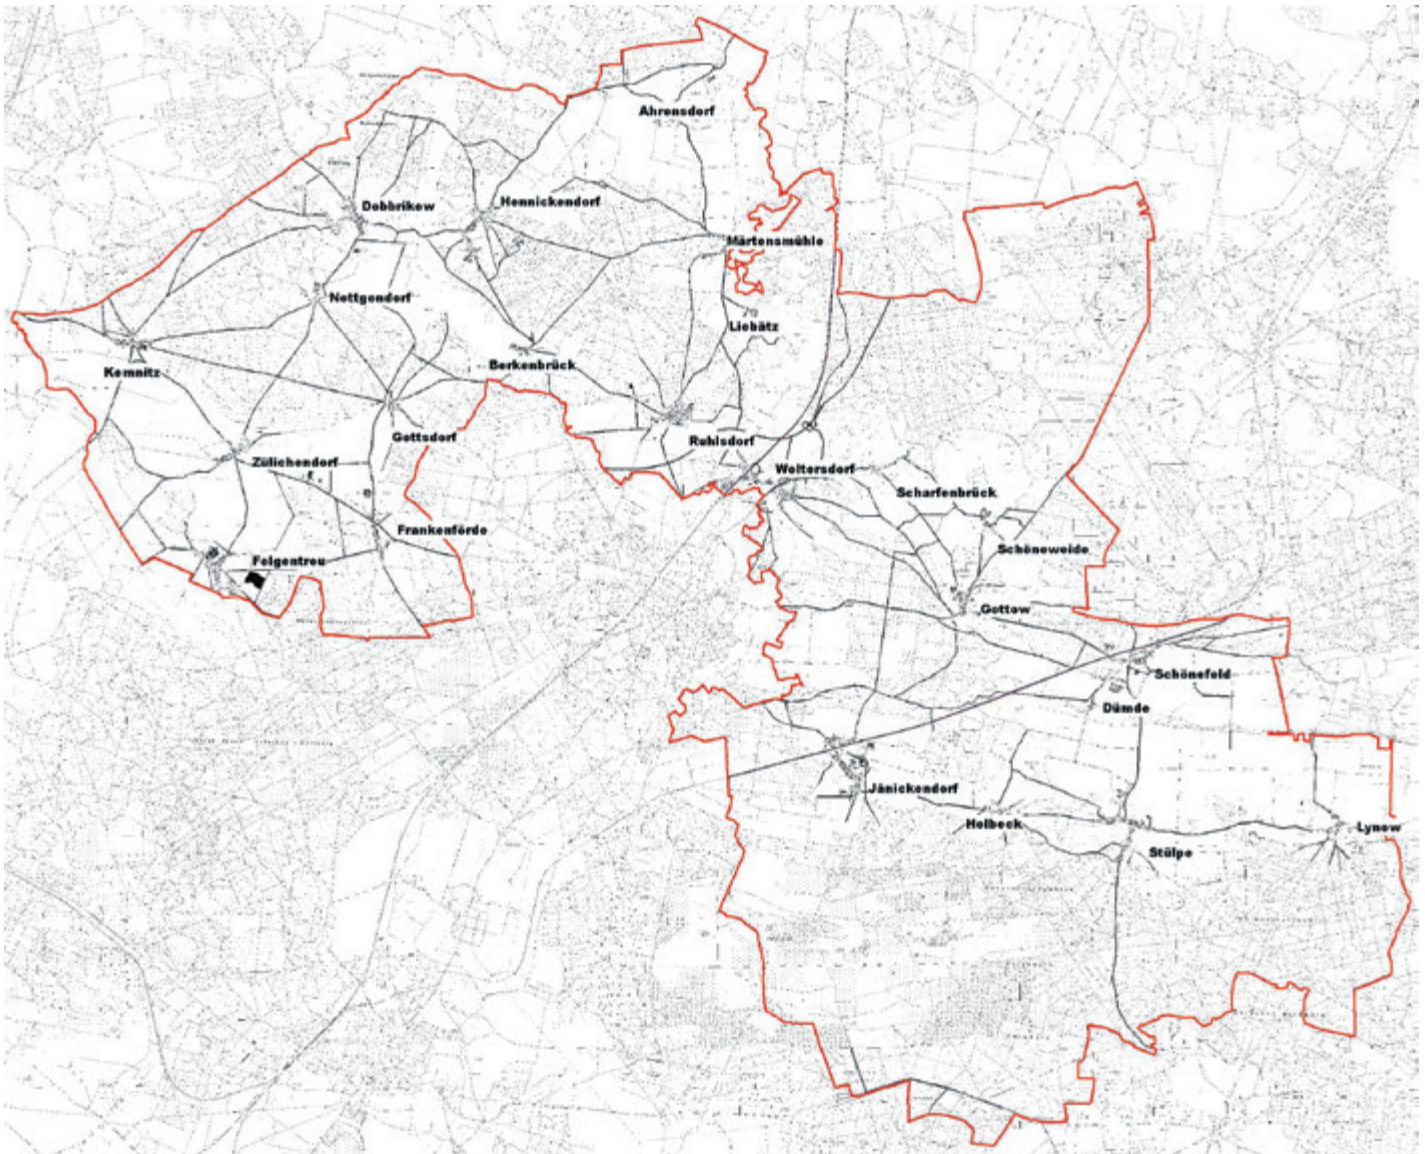 Ahrensdorf
Dobbrikow
Hennickendorf
Märtensmühle
Nettgendorf
Liebätz
Kemnitz
Berkenbrück
Gottsdorf
Ruhlsdorf
Zülichendorf
Woltersdorf
Scharfenbrück
Frankenförde
Schöneweide
Felgentreu
Gottow
Schönefeld
Dümde
Jänickendorf
Holbeck
Lynow
Stülpe